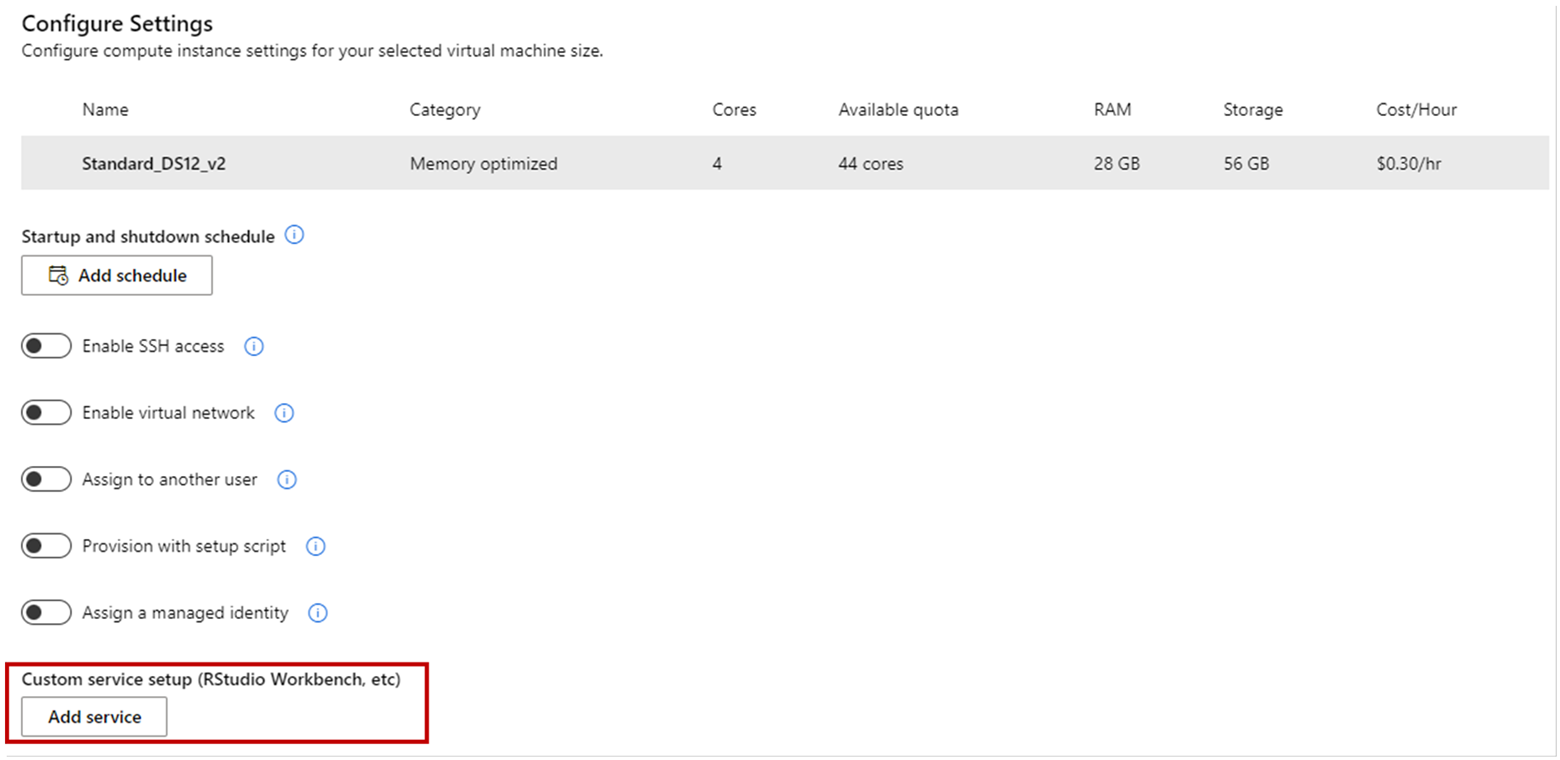 Configure Settings
Configure compute instance settings for your selected virtual machine size.
Name Category Cores Available quota RAM Storage Cost/Hour
Standard_DS12_v2 Memory optimized 4 44 cores 28 GB 56 GB $0.30/hr
Startup and shutdown schedule
Add schedule
Enable SSH access
Enable virtual network
Assign to another user
Provision with setup script
Assign a managed identity
Custom service setup (RStudio Workbench, etc)
Add service